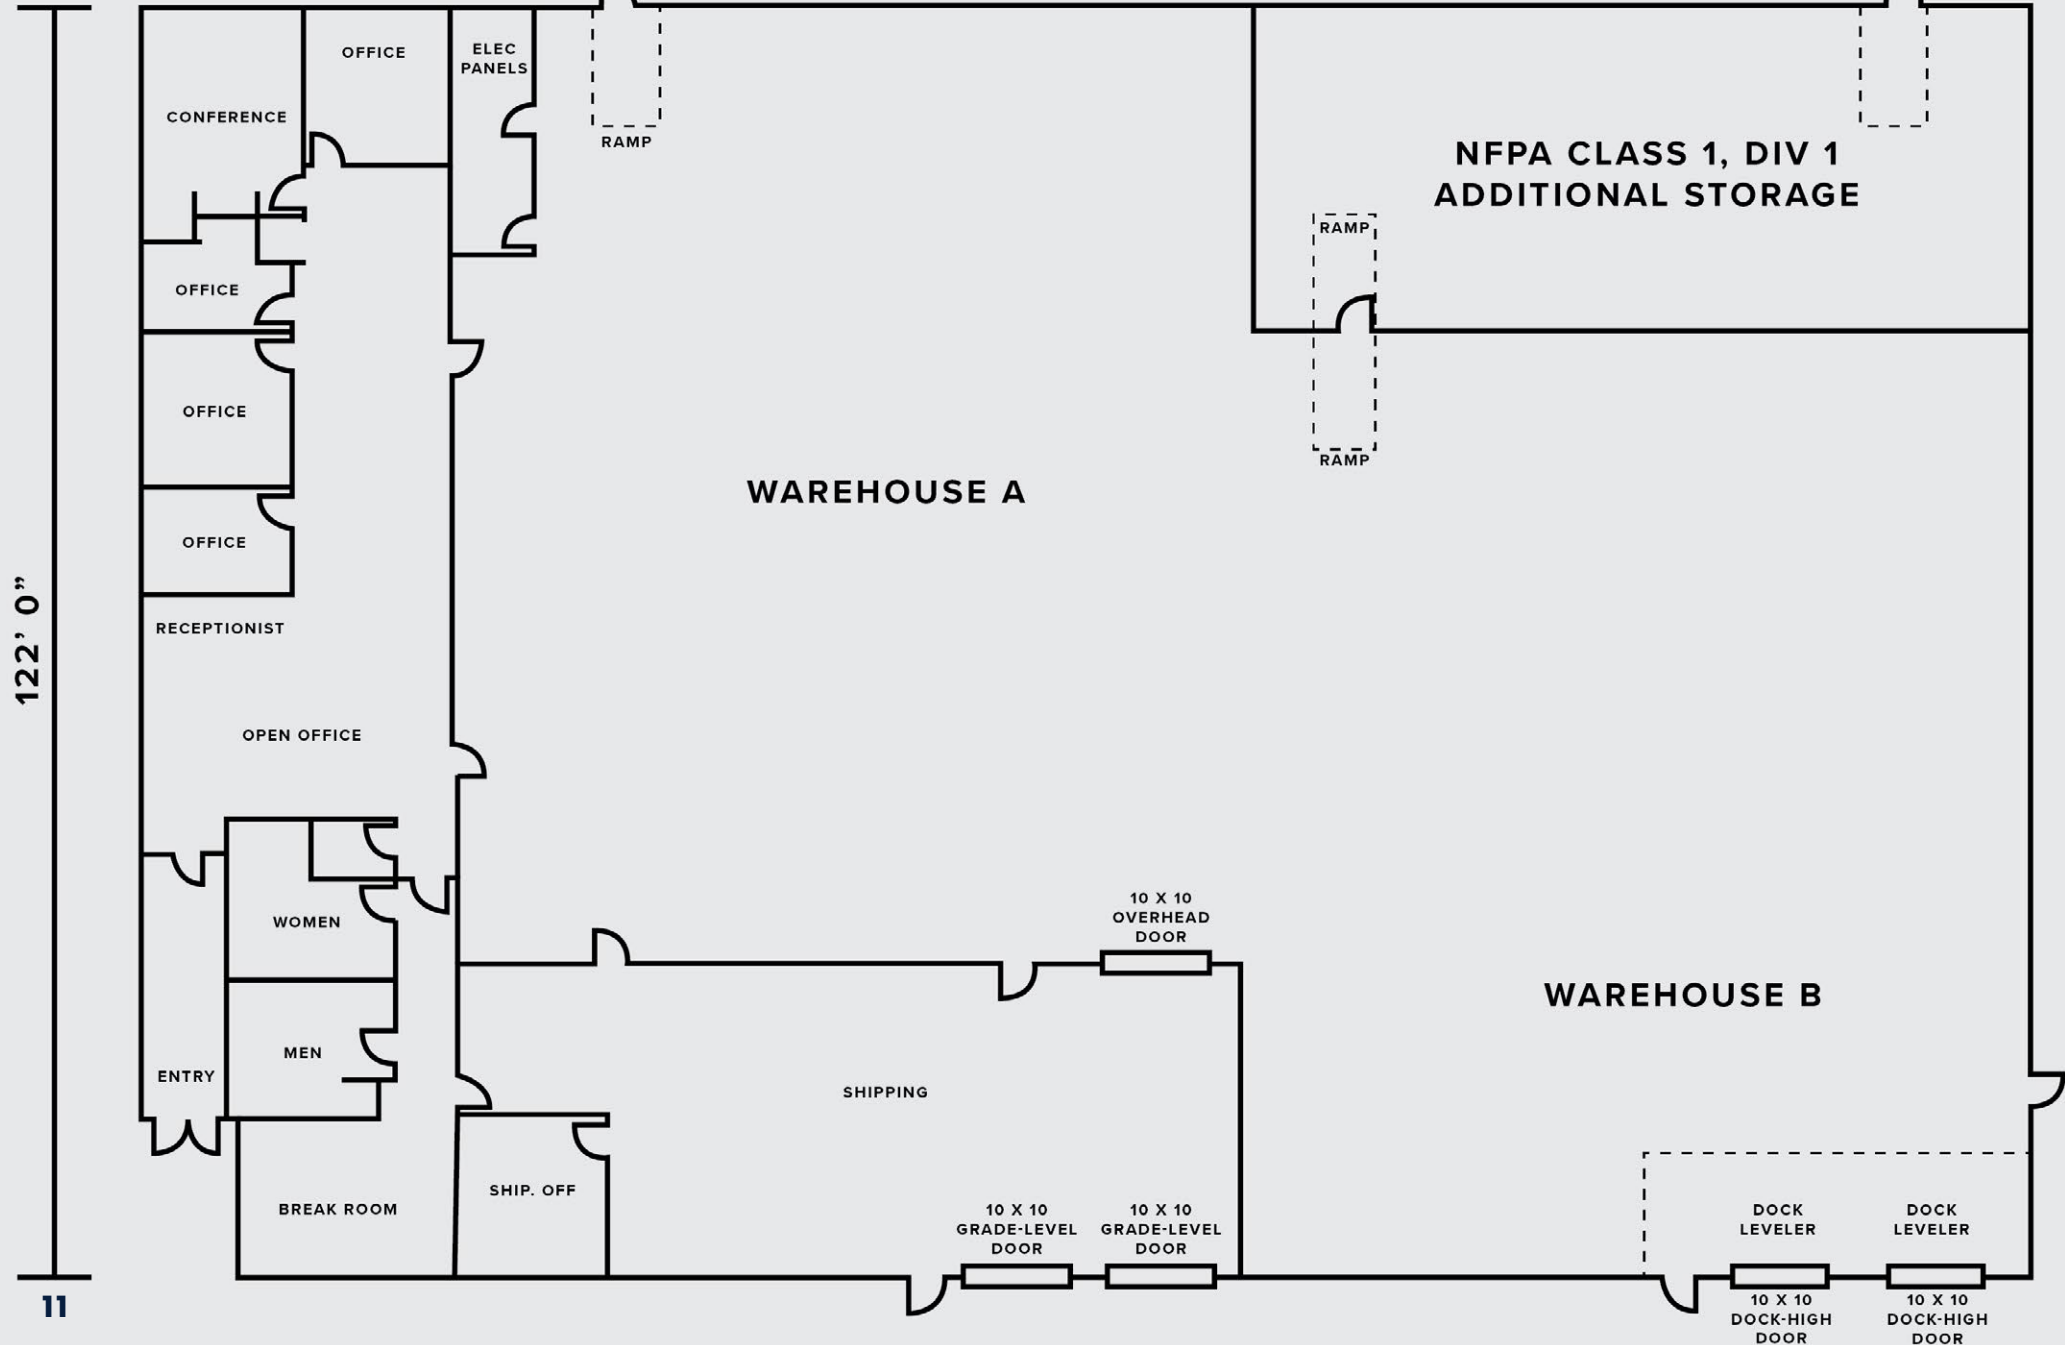 OFFICE
ELEC
PANELS
CONFERENCE
RAMP
NFPA CLASS 1, DIV 1
ADDITIONAL STORAGE
RAMP
OFFICE
OFFICE
RAMP
WAREHOUSE A
OFFICE
122’ 0”
RECEPTIONIST
OPEN OFFICE
10 X 10
OVERHEAD
DOOR
WOMEN
WAREHOUSE B
MEN
ENTRY
SHIPPING
SHIP. OFF
BREAK ROOM
10 X 10
GRADE-LEVEL
DOOR
10 X 10
GRADE-LEVEL
DOOR
DOCK
LEVELER
DOCK
LEVELER
11
10 X 10
DOCK-HIGH
DOOR
10 X 10
DOCK-HIGH
DOOR